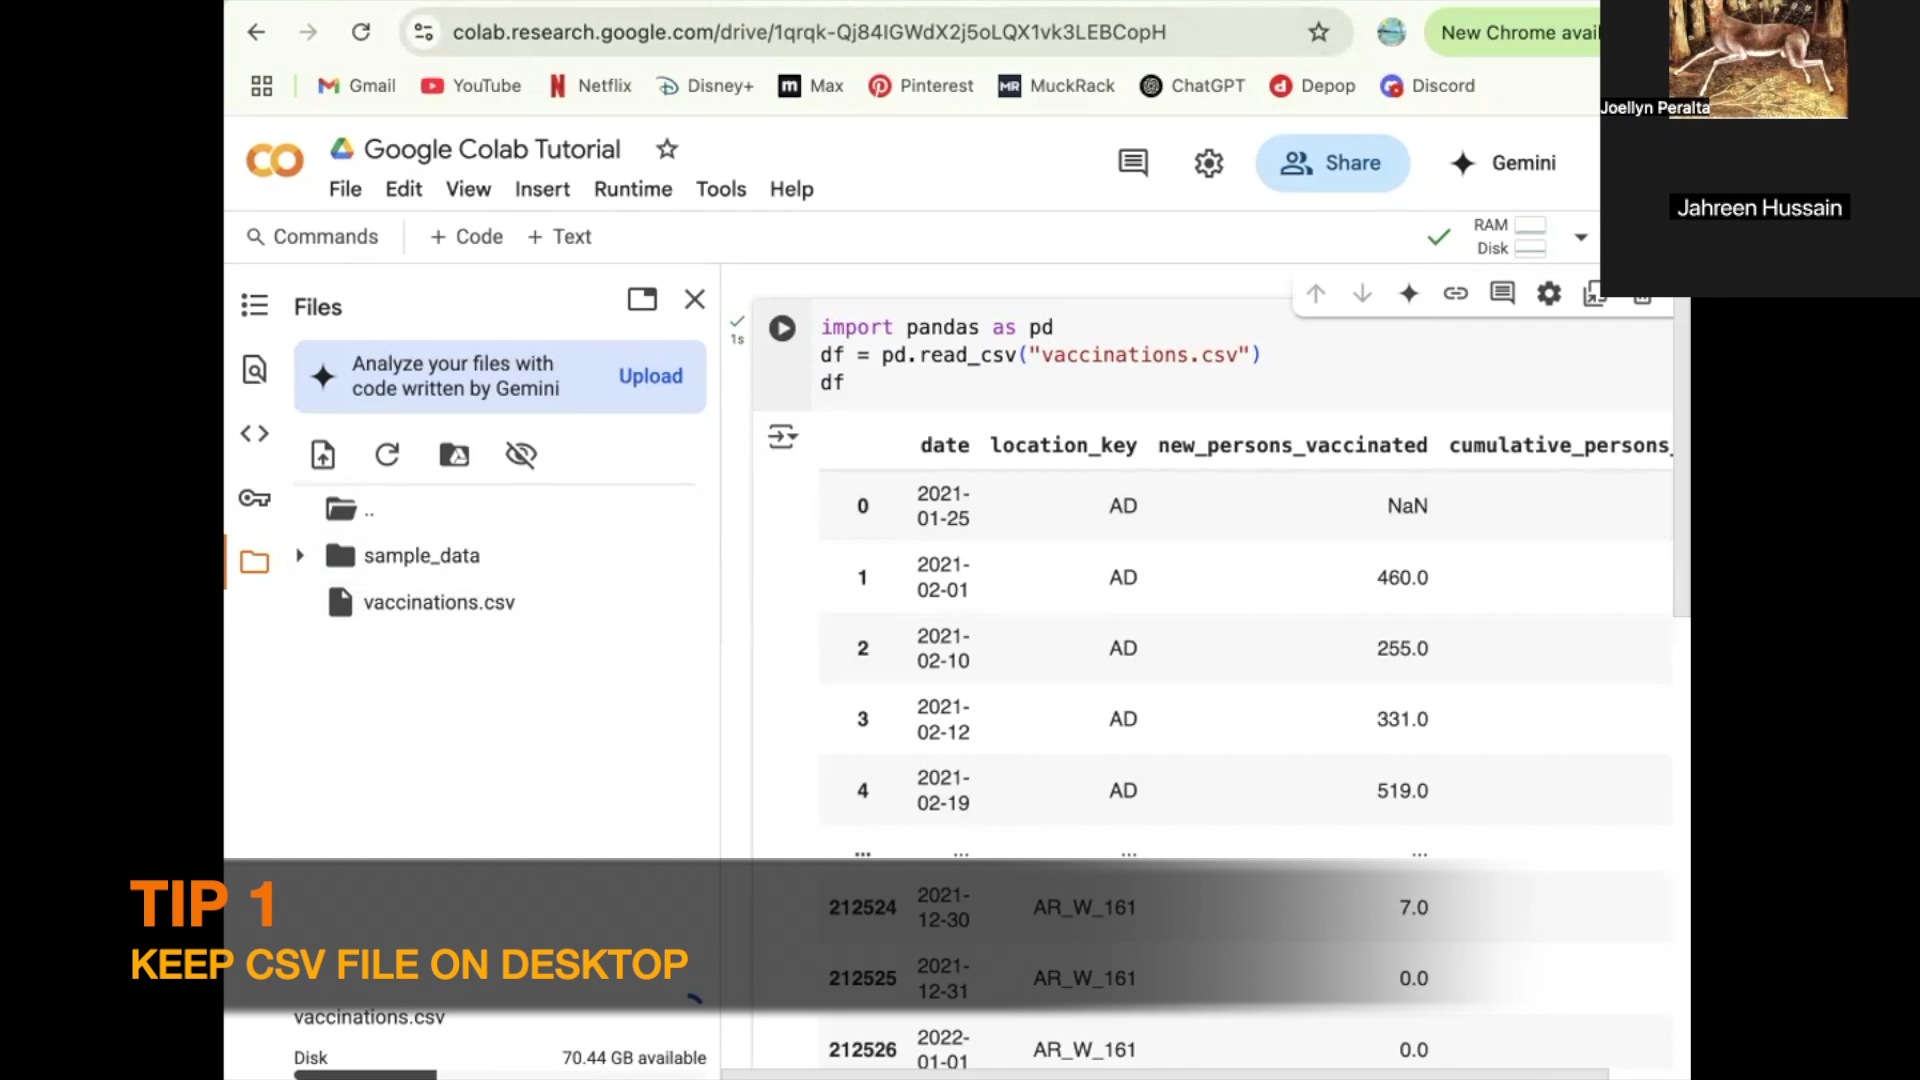 colab.research.google.com/drive/1qrqk-Qj84IGWdX2j5oLQX1vk3LEBCopH
New Chrome avail
Gmail YouTube Netflix Disney+ Max Pinterest MuckRack ChatGPT Depop Discord
Joellyn Peralta
Jahreen Hussain
Google Colab Tutorial
File Edit View Insert Runtime Tools Help
Share
Gemini
Commands + Code + Text
RAM
Disk
Files
Analyze your files with
code written by Gemini
Upload
..
sample_data
vaccinations.csv
1s
import pandas as pd
df = pd.read_csv("vaccinations.csv")
df
date location_key new_persons_vaccinated cumulative_persons_
0 2021-01-25 AD NaN
1 2021-02-01 AD 460.0
2 2021-02-10 AD 255.0
3 2021-02-12 AD 331.0
4 2021-02-19 AD 519.0
... ... ... ...
212524 2021-12-30 AR_W_161 7.0
212525 2021-12-31 AR_W_161 0.0
212526 2022-01-01 AR_W_161 0.0
TIP 1
KEEP CSV FILE ON DESKTOP
vaccinations.csv
Disk 70.44 GB available